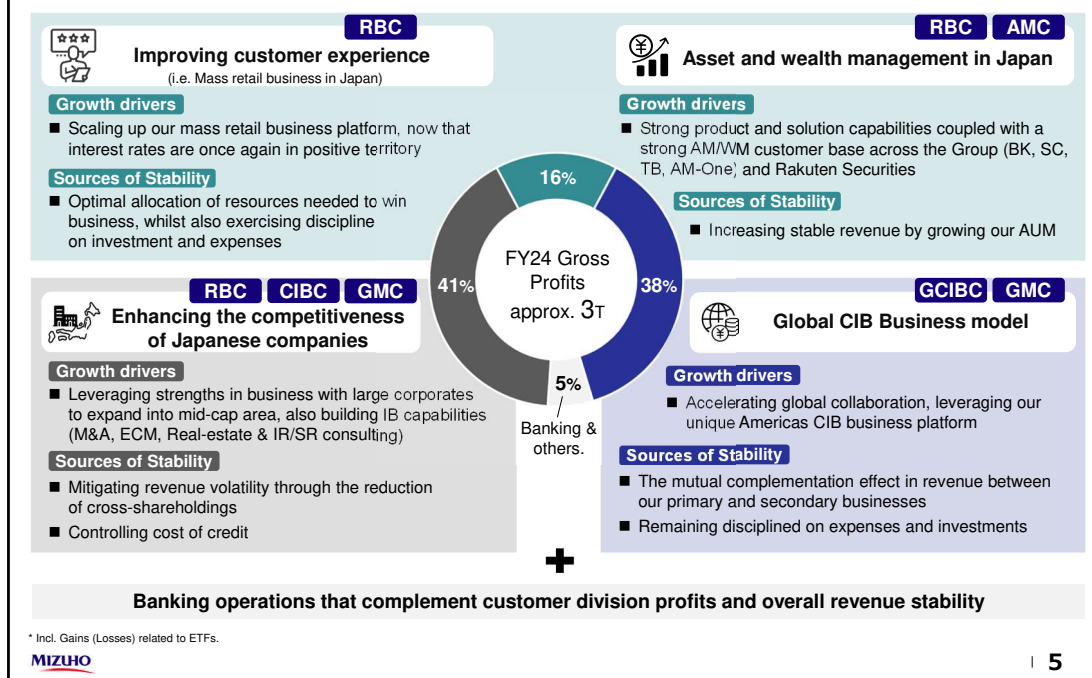 RBC
Improving customer experience
(i.e. Mass retail business in Japan)
Growth drivers
■ Scaling up our mass retail business platform, now that
interest rates are once again in positive territory
Sources of Stability
■ Optimal allocation of resources needed to win
business, whilst also exercising discipline
on investment and expenses
RBC AMC
Asset and wealth management in Japan
Growth drivers
■ Strong product and solution capabilities coupled with a
strong AM/WM customer base across the Group (BK, SC,
TB, AM-One) and Rakuten Securities
Sources of Stability
■ Increasing stable revenue by growing our AUM
16%
41%
38%
5%
FY24 Gross
Profits
approx. 3T
Banking &
others.
RBC CIBC GMC
Enhancing the competitiveness
of Japanese companies
Growth drivers
■ Leveraging strengths in business with large corporates
to expand into mid-cap area, also building IB capabilities
(M&A, ECM, Real-estate & IR/SR consulting)
Sources of Stability
■ Mitigating revenue volatility through the reduction
of cross-shareholdings
■ Controlling cost of credit
GCIBC GMC
Global CIB Business model
Growth drivers
■ Accelerating global collaboration, leveraging our
unique Americas CIB business platform
Sources of Stability
■ The mutual complementation effect in revenue between
our primary and secondary businesses
■ Remaining disciplined on expenses and investments
+
Banking operations that complement customer division profits and overall revenue stability
* Incl. Gains (Losses) related to ETFs.
MIZUHO
| 5